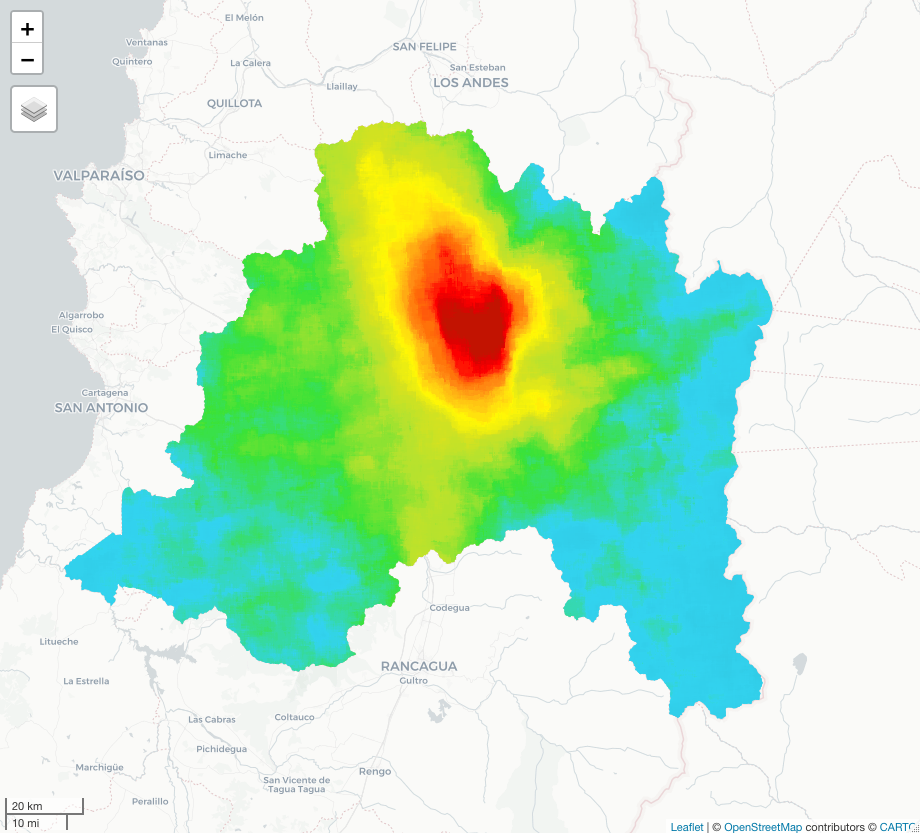 +
El Melón
Ventanas
SAN FELIPE
−
Quintero
La Calera
San Esteban
LOS ANDES
Llaillay
QUILLOTA
Limache
VALPARAÍSO
Algarrobo
El Quisco
Cartagena
SAN ANTONIO
Codegua
Litueche
RANCAGUA
Gultro
La Estrella
Las Cabras
Coltauco
Pichidegua
Marchigüe
Rengo
San Vicente de
Tagua Tagua
Peralillo
20 km
10 mi
Leaflet | © OpenStreetMap contributors © CARTO